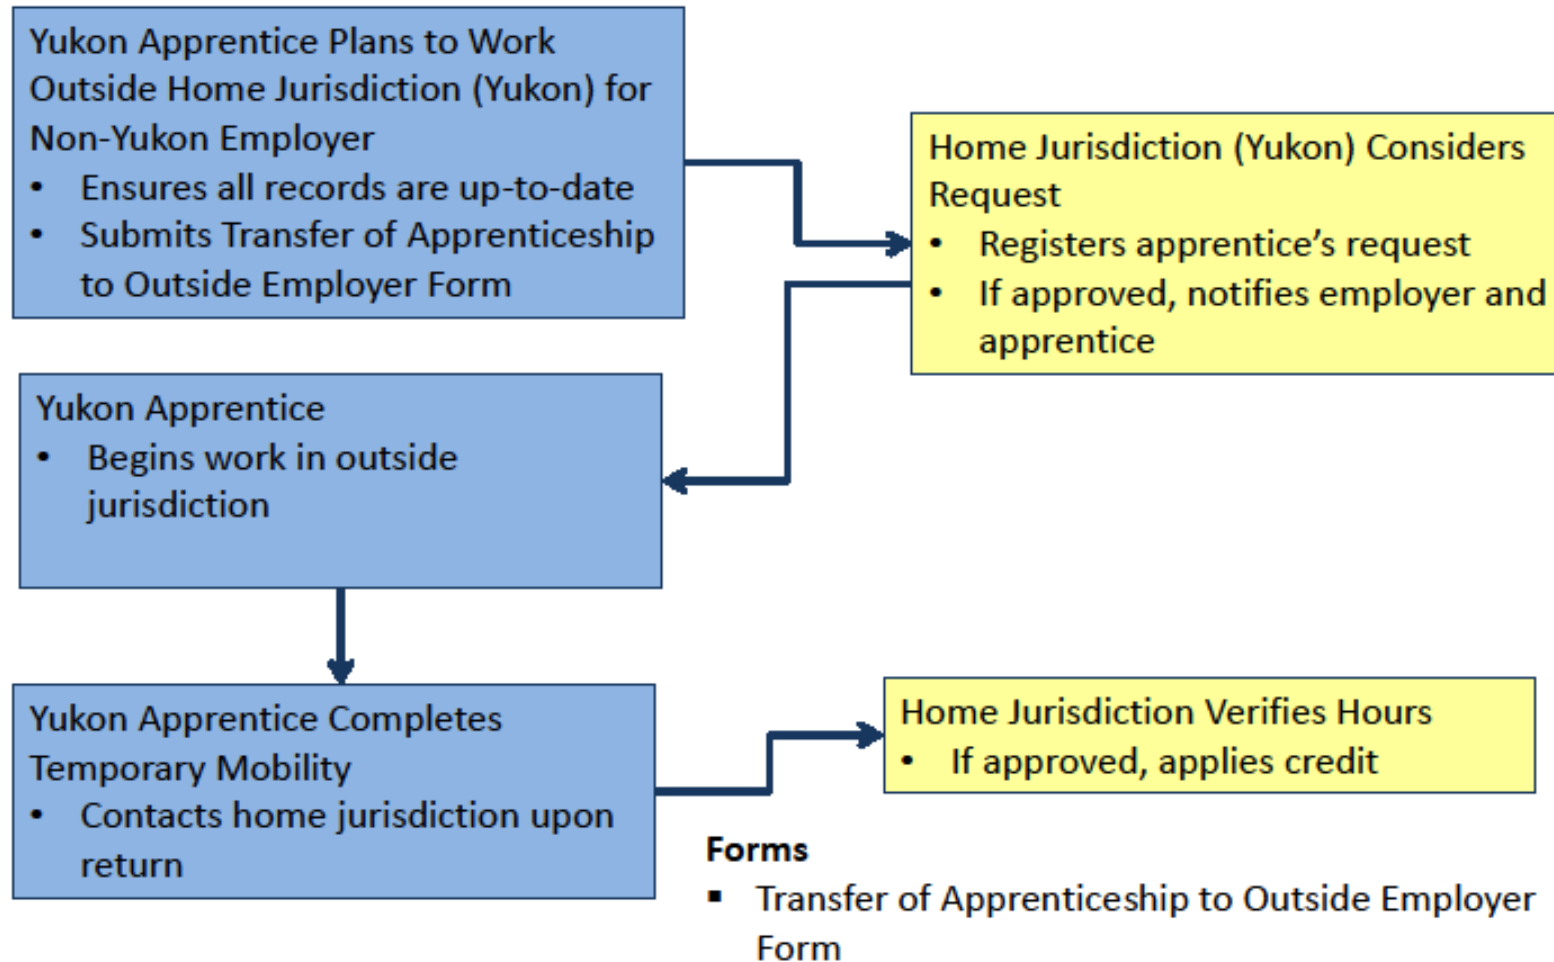 Yukon Apprentice Plans to Work
Outside Home Jurisdiction (Yukon) for
Non-Yukon Employer
• Ensures all records are up-to-date
• Submits Transfer of Apprenticeship
to Outside Employer Form
Home Jurisdiction (Yukon) Considers
Request
• Registers apprentice’s request
• If approved, notifies employer and
apprentice
Yukon Apprentice
• Begins work in outside
jurisdiction
Yukon Apprentice Completes
Temporary Mobility
• Contacts home jurisdiction upon
return
Home Jurisdiction Verifies Hours
• If approved, applies credit
Forms
▪ Transfer of Apprenticeship to Outside Employer
Form